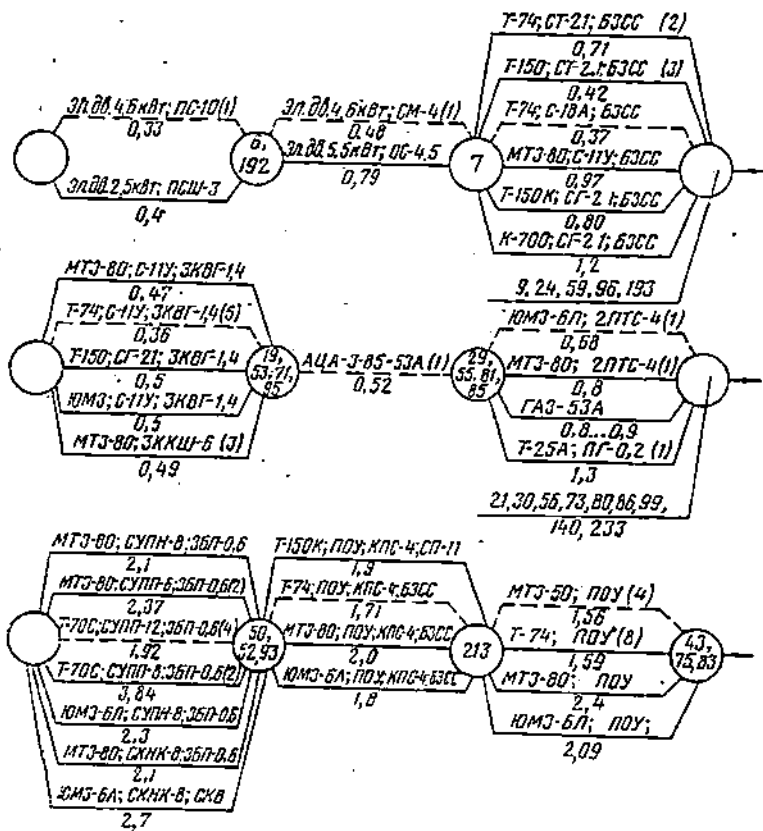 Т-74; СТ-21; БЗСС (2)
0,71
Т-150; СГ-2.1; БЗСС (3)
0,42
Эл.дв.4,6кВт; ПС-10(1)
0,33
Эл.дв.4,6кВт; СМ-4(1)
0,48
Т-74; С-18А; БЗСС
0,37
6,
192
Эл.дв.5,5кВт; ОС-4,5
0,79
7
МТЗ-80; С-11У; БЗСС
0,97
Эл.дв.2,5кВт; ПСШ-3
0,4
Т-150К; СГ-2 1; БЗСС
0,80
К-700; СГ-2 1; БЗСС
1,2
9, 24, 59, 96, 193
МТЗ-80; С-11У; ЗКВГ-1,4
0,47
Т-74; С-11У; ЗКВГ-1,4(5)
0,36
Т-150; СГ-21; ЗКВГ-1,4
0,5
ЮМЗ; С-11У; ЗКВГ-1,4
0,5
МТЗ-80; ЗККШ-6 (3)
0,49
19,
53, 71,
95
АЦА-3-85-53А (1)
0,52
29,
55, 81,
85
ЮМЗ-6Л; 2ПТС-4(1)
0,68
МТЗ-80; 2ПТС-4(1)
0,8
ГАЗ-53А
0,8...0,9
Т-25А; ПГ-0,2 (1)
1,3
21, 30, 56, 73, 80, 86, 99,
140, 233
МТЗ-80; СУПН-8; ЗБП-0,6
2,1
МТЗ-80; СУПП-6; ЗБП-0,6(2)
2,37
Т-70С; СУПП-12; ЗБП-0,6(4)
1,92
Т-70С; СУПП-8; ЗБП-0,6(2)
3,84
ЮМЗ-6Л; СУПН-8; ЗБП-0,6
2,3
МТЗ-80; СКНК-8; ЗБП-0,6
2,1
ЮМЗ-6Л; СКНК-8; СКВ
2,7
50,
52, 93
Т-150К; ПОУ; КПС-4; СП-11
1,9
Т-74; ПОУ; КПС-4; БЗСС
1,71
МТЗ-80; ПОУ; КПС-4; БЗСС
2,0
ЮМЗ-6Л; ПОУ; КПС-4; БЗСС
1,8
213
МТЗ-50; ПОУ (4)
1,56
Т-74; ПОУ (8)
1,59
МТЗ-80; ПОУ
2,4
ЮМЗ-6Л; ПОУ;
2,09
43,
75, 83